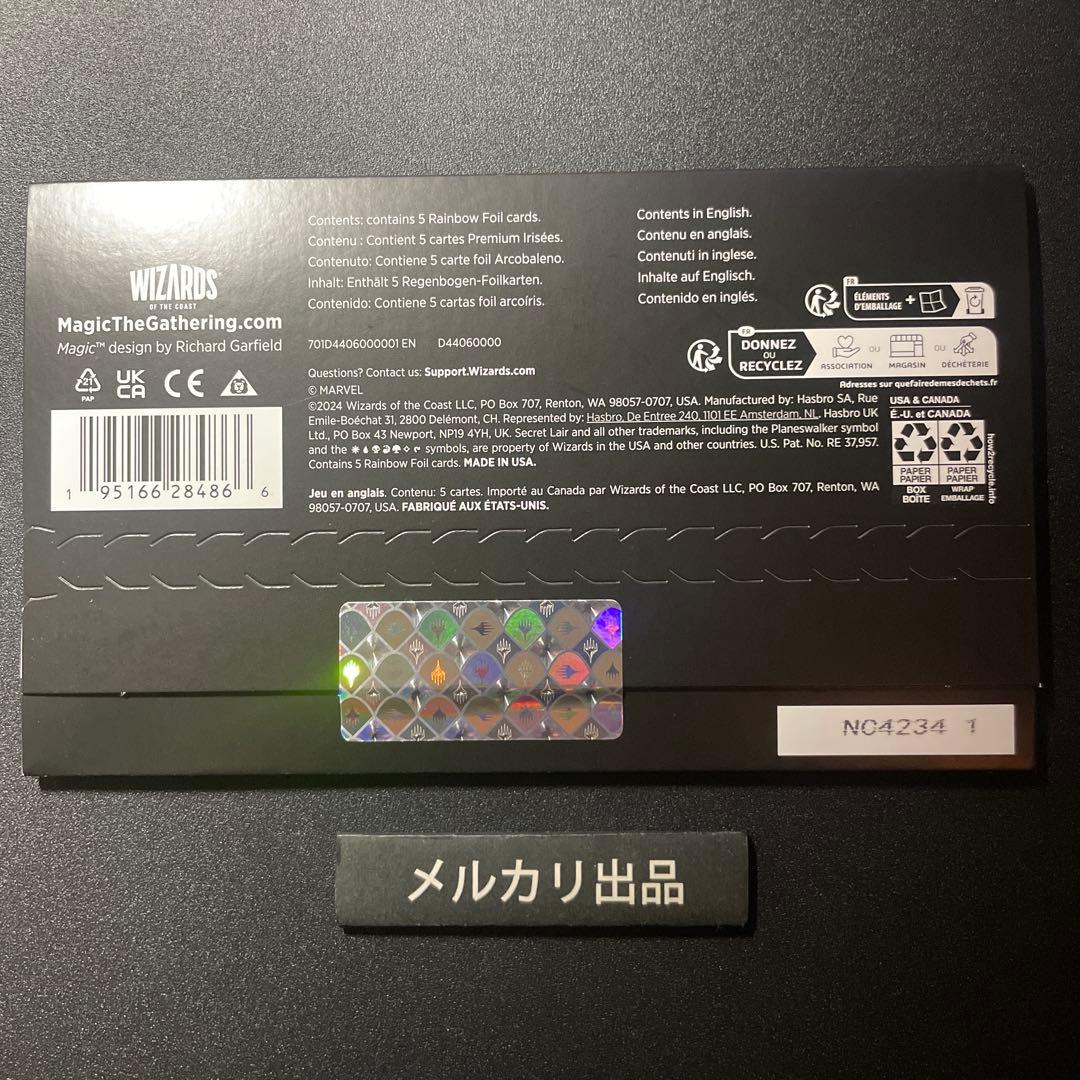 WIZARDS
OF THE COAST
MagicTheGathering.com
Magic™ design by Richard Garfield
21
PAP
UK
CA
CE
1 95166 28486 6
Contents: contains 5 Rainbow Foil cards.
Contenu : Contient 5 cartes Premium Irisées.
Contenuto: Contiene 5 carte foil Arcobaleno.
Inhalt: Enthält 5 Regenbogen-Foilkarten.
Contenido: Contiene 5 cartas foil arcoíris.
Contents in English.
Contenu en anglais.
Contenuti in inglese.
Inhalte auf Englisch.
Contenido en inglés.
701D4406000001 EN D44060000
Questions? Contact us: Support.Wizards.com
© MARVEL
©2024 Wizards of the Coast LLC, PO Box 707, Renton, WA 98057-0707, USA. Manufactured by: Hasbro SA, Rue
Emile-Boéchat 31, 2800 Delémont, CH. Represented by: Hasbro, De Entree 240, 1101 EE Amsterdam, NL. Hasbro UK
Ltd., PO Box 43 Newport, NP19 4YH, UK. Secret Lair and all other trademarks, including the Planeswalker symbol
and the symbols, are property of Wizards in the USA and other countries. U.S. Pat. No. RE 37,957.
Contains 5 Rainbow Foil cards. MADE IN USA.
Jeu en anglais. Contenu: 5 cartes. Importé au Canada par Wizards of the Coast LLC, PO Box 707, Renton, WA
98057-0707, USA. FABRIQUÉ AUX ÉTATS-UNIS.
FR
ÉLÉMENTS
D'EMBALLAGE +
FR
DONNEZ
OU
RECYCLEZ
ASSOCIATION OU MAGASIN OU DÉCHÈTERIE
Adresses sur quefairedemesdechets.fr
USA & CANADA
É.-U. et CANADA
PAPER PAPER
PAPIER PAPIER
BOX WRAP
BOÎTE EMBALLAGE
how2recycle.info
NC4234 1
メルカリ出品